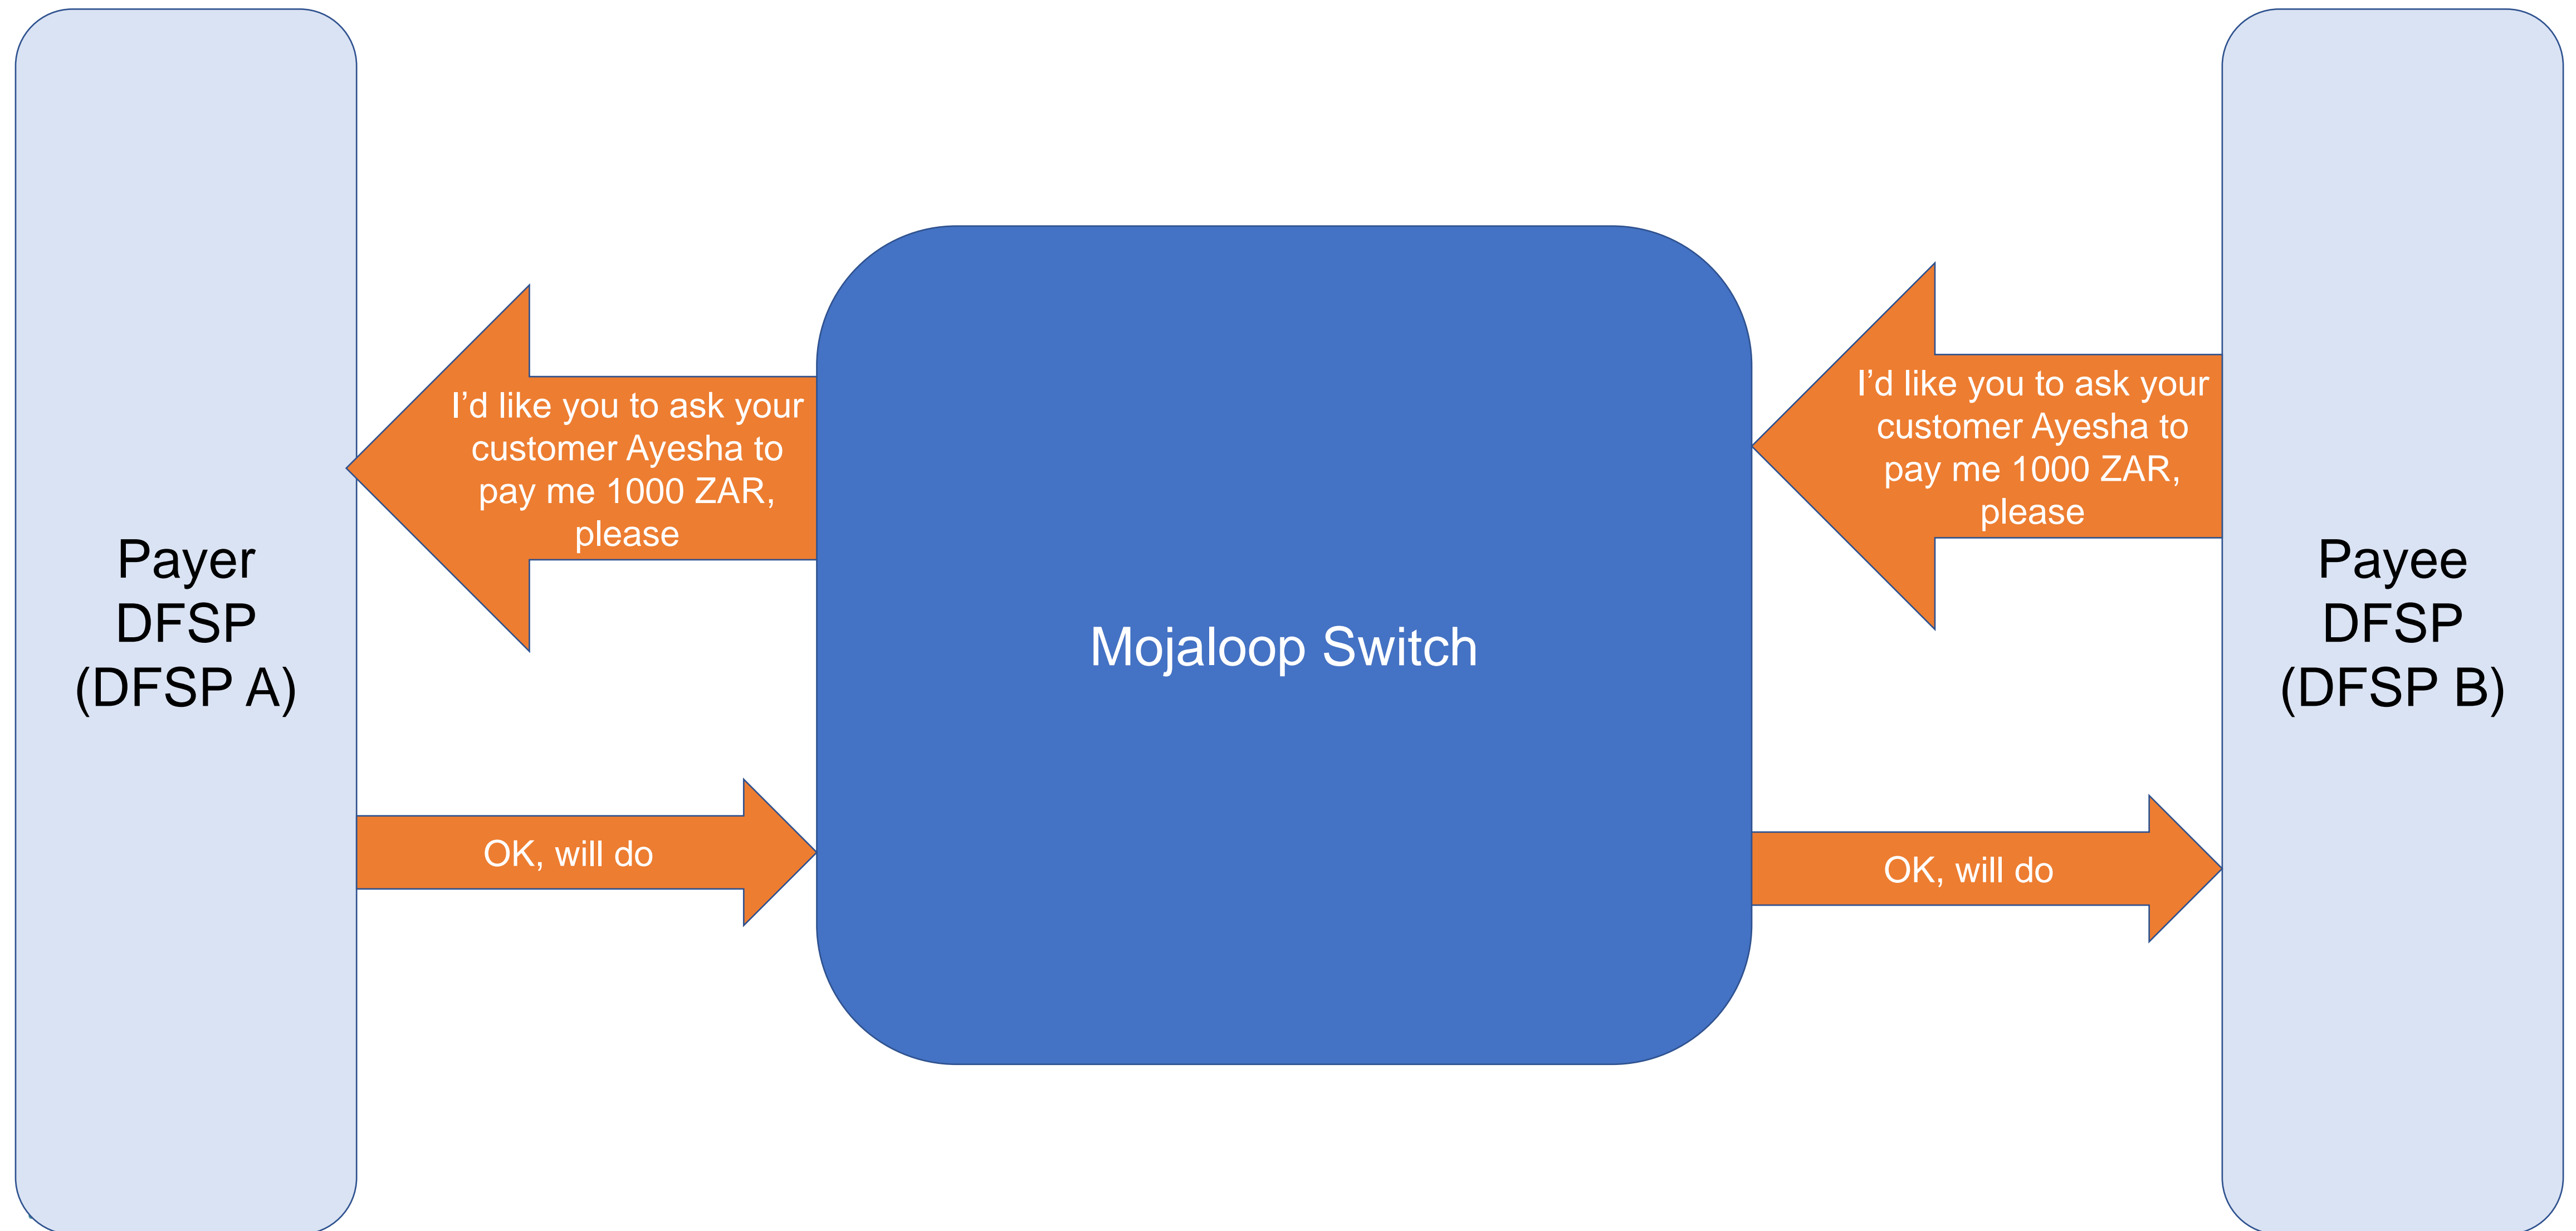 Payer
DFSP
(DFSP A)
I’d like you to ask your
customer Ayesha to
pay me 1000 ZAR,
please
OK, will do
Mojaloop Switch
I’d like you to ask your
customer Ayesha to
pay me 1000 ZAR,
please
OK, will do
Payee
DFSP
(DFSP B)